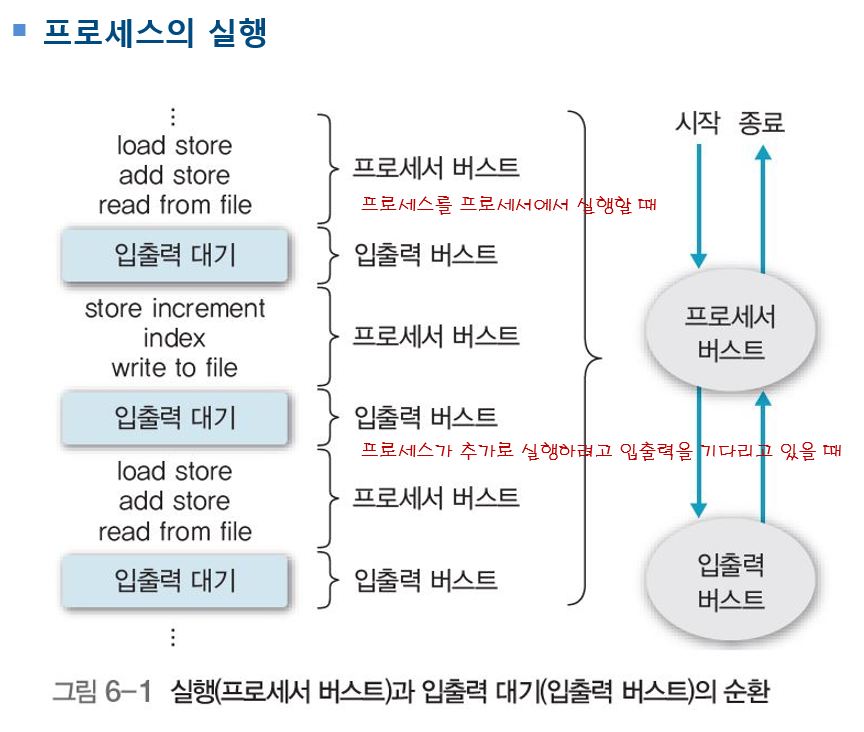 프로세스의 실행
⋮
load store
add store
read from file
프로세서 버스트
프로세스를 프로세서에서 실행할 때
입출력 대기
입출력 버스트
store increment
index
write to file
프로세서 버스트
입출력 대기
입출력 버스트
프로세스가 추가로 실행하려고 입출력을 기다리고 있을 때
load store
add store
read from file
프로세서 버스트
입출력 대기
입출력 버스트
⋮
시작 종료
프로세서
버스트
입출력
버스트
그림 6-1 실행(프로세서 버스트)과 입출력 대기(입출력 버스트)의 순환